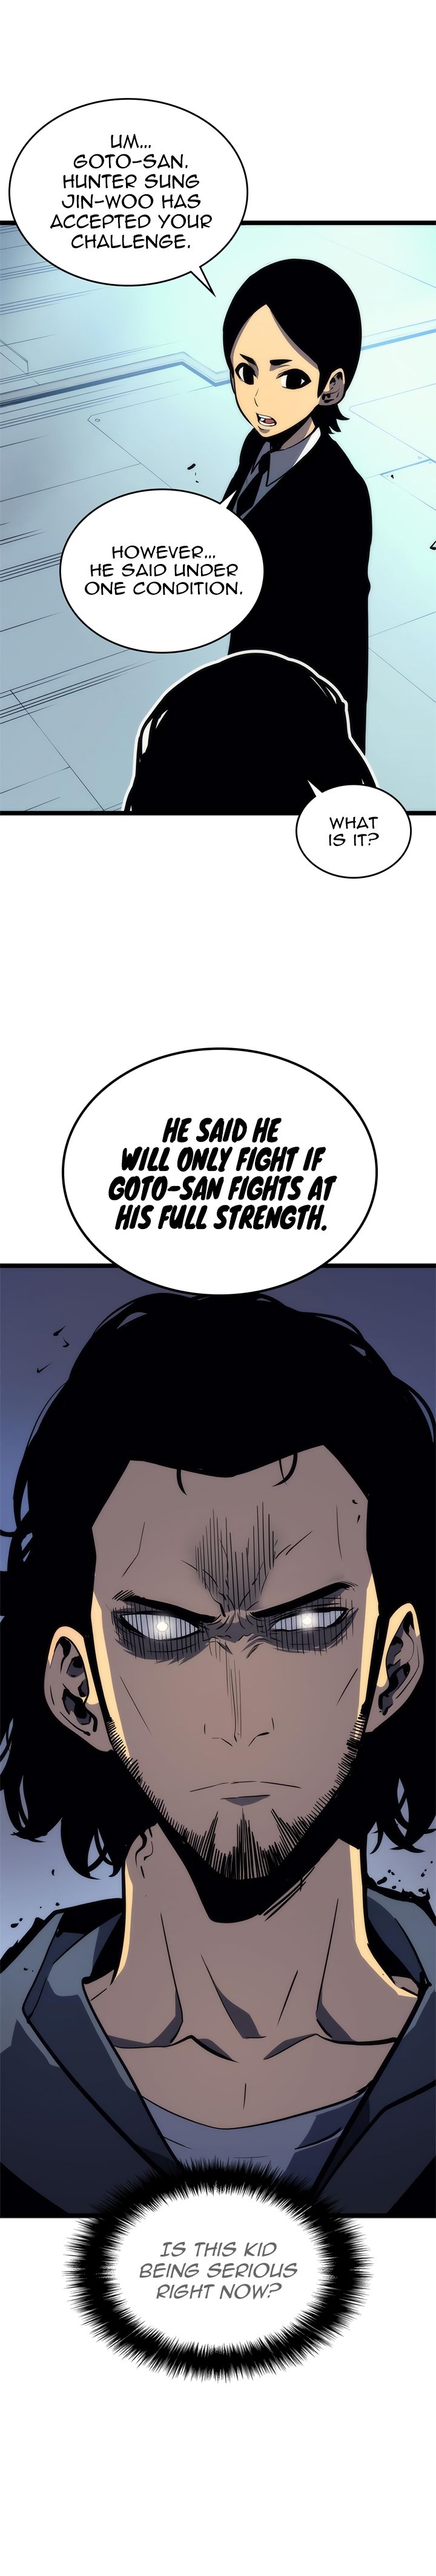 UM...
GOTO-SAN.
HUNTER SUNG
JIN-WOO HAS
ACCEPTED YOUR
CHALLENGE.
HOWEVER...
HE SAID UNDER
ONE CONDITION.
WHAT
IS IT?
HE SAID HE
WILL ONLY FIGHT IF
GOTO-SAN FIGHTS AT
HIS FULL STRENGTH.
IS THIS KID
BEING SERIOUS
RIGHT NOW?